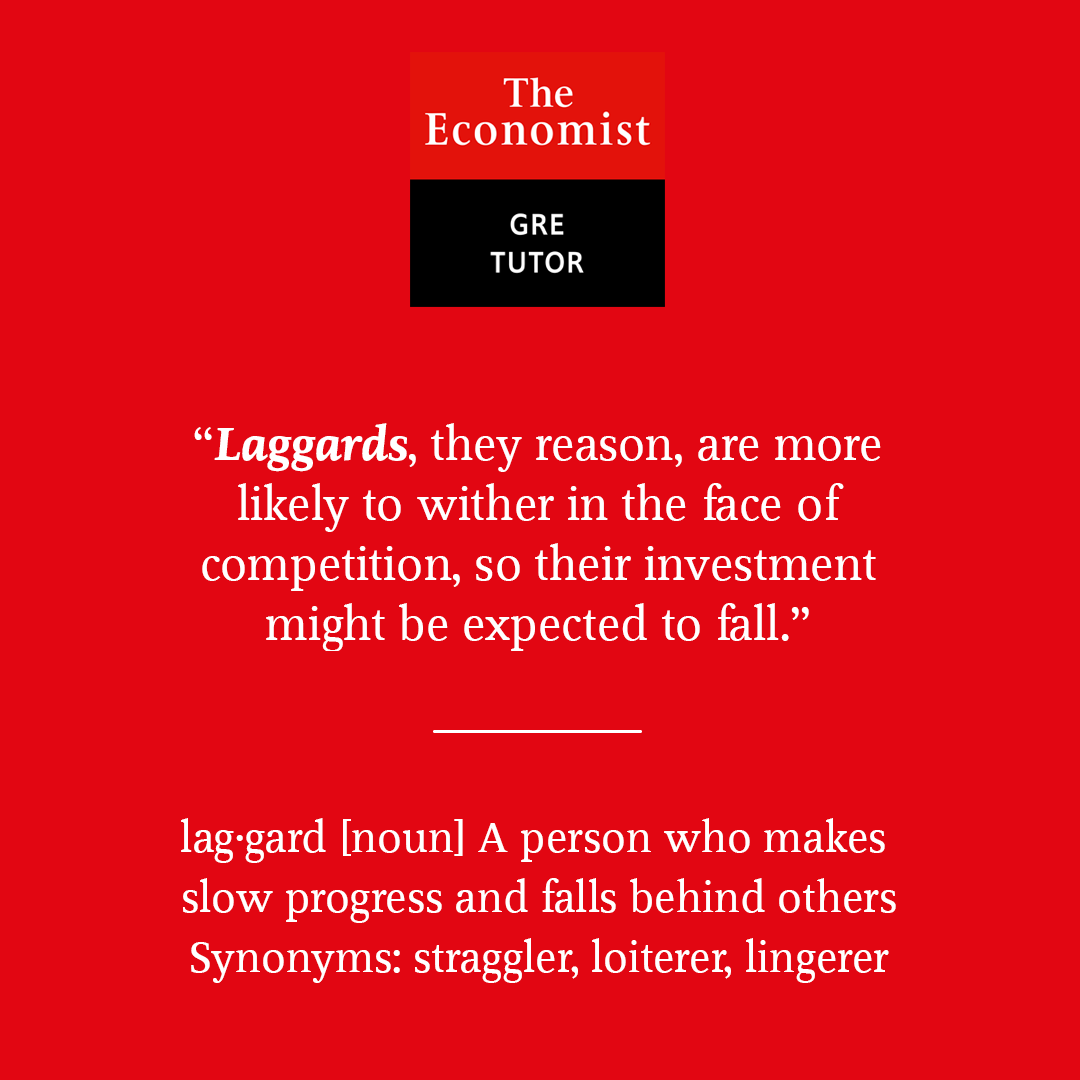 The
Economist
GRE
TUTOR
“Laggards, they reason, are more
likely to wither in the face of
competition, so their investment
might be expected to fall.”
lag·gard [noun] A person who makes
slow progress and falls behind others
Synonyms: straggler, loiterer, lingerer